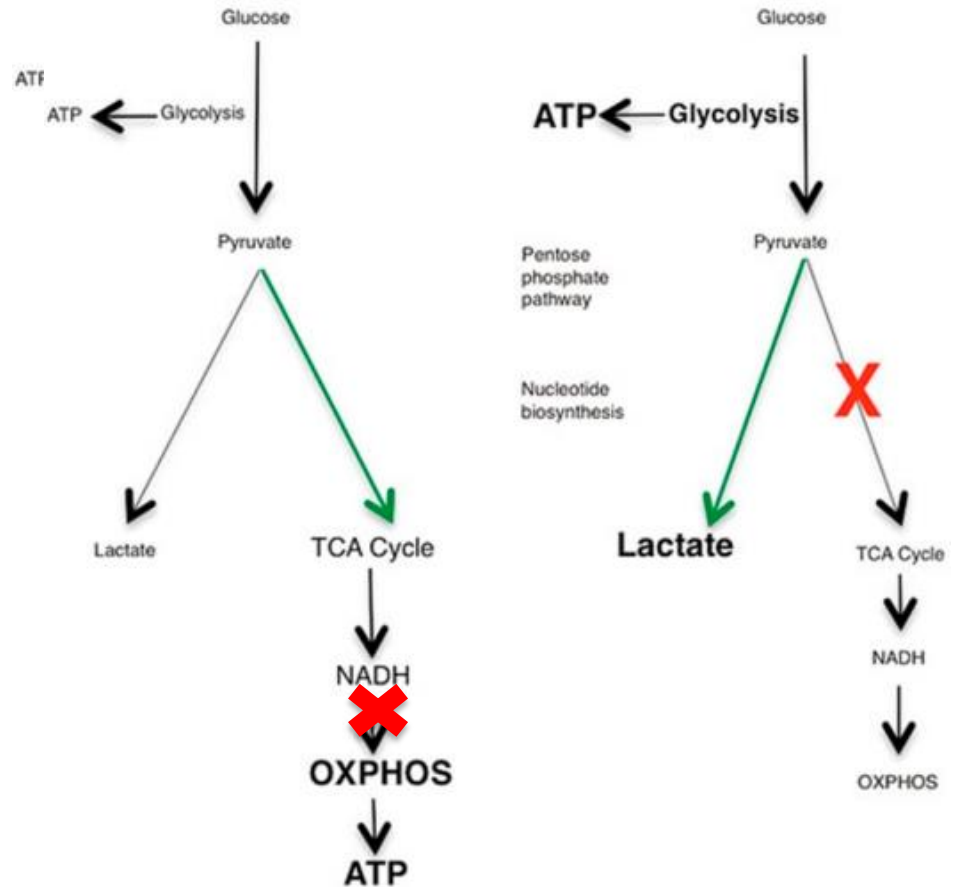 Glucose
ATP
ATP
Glycolysis
Pyruvate
Lactate
TCA Cycle
NADH
OXPHOS
ATP
Glucose
ATP
Glycolysis
Pyruvate
Pentose
phosphate
pathway
Nucleotide
biosynthesis
X
Lactate
TCA Cycle
NADH
OXPHOS